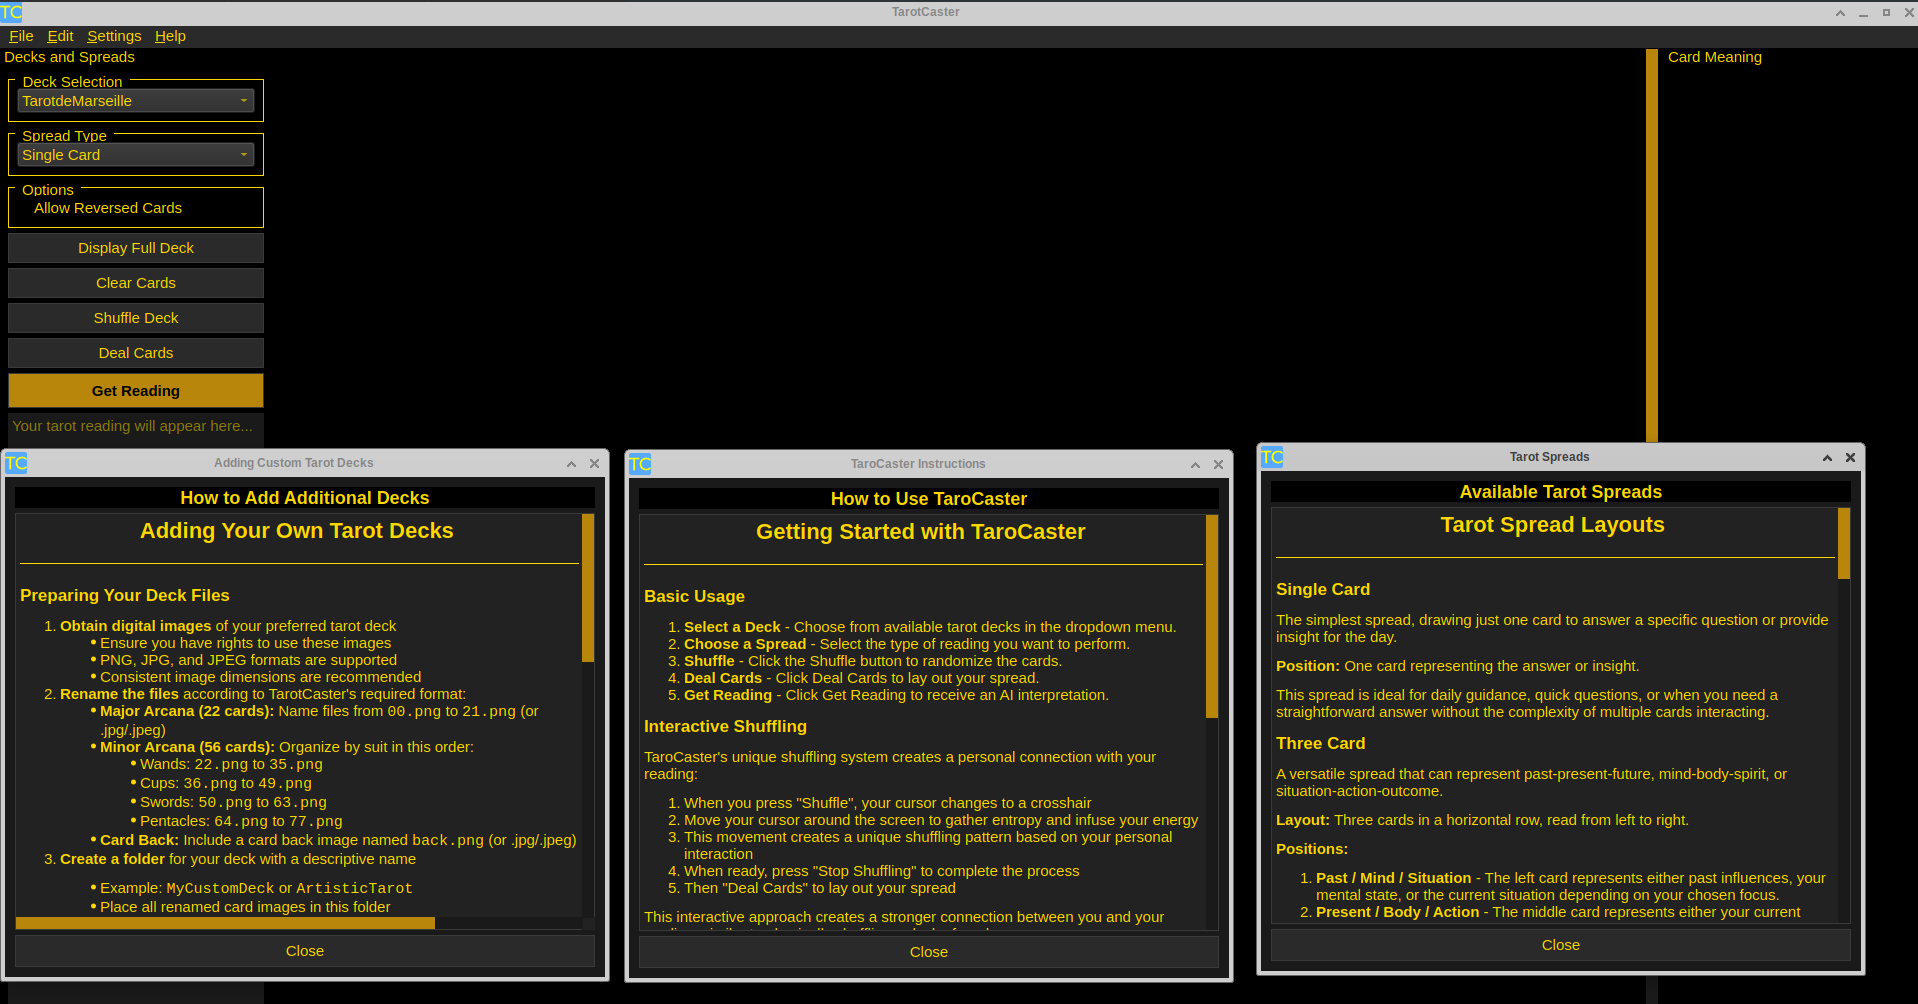 TC
TarotCaster
File Edit Settings Help
Decks and Spreads
Card Meaning
Deck Selection
TarotdeMarseille
Spread Type
Single Card
Options
Allow Reversed Cards
Display Full Deck
Clear Cards
Shuffle Deck
Deal Cards
Get Reading
Your tarot reading will appear here...
TC
Adding Custom Tarot Decks
How to Add Additional Decks
Adding Your Own Tarot Decks
Preparing Your Deck Files
1. Obtain digital images of your preferred tarot deck
• Ensure you have rights to use these images
• PNG, JPG, and JPEG formats are supported
• Consistent image dimensions are recommended
2. Rename the files according to TarotCaster's required format:
• Major Arcana (22 cards): Name files from 00.png to 21.png (or
.jpg/.jpeg)
• Minor Arcana (56 cards): Organize by suit in this order:
• Wands: 22.png to 35.png
• Cups: 36.png to 49.png
• Swords: 50.png to 63.png
• Pentacles: 64.png to 77.png
• Card Back: Include a card back image named back.png (or .jpg/.jpeg)
3. Create a folder for your deck with a descriptive name
• Example: MyCustomDeck or ArtisticTarot
• Place all renamed card images in this folder
Close
TC
TaroCaster Instructions
How to Use TaroCaster
Getting Started with TaroCaster
Basic Usage
1. Select a Deck - Choose from available tarot decks in the dropdown menu.
2. Choose a Spread - Select the type of reading you want to perform.
3. Shuffle - Click the Shuffle button to randomize the cards.
4. Deal Cards - Click Deal Cards to lay out your spread.
5. Get Reading - Click Get Reading to receive an AI interpretation.
Interactive Shuffling
TaroCaster's unique shuffling system creates a personal connection with your
reading:
1. When you press "Shuffle", your cursor changes to a crosshair
2. Move your cursor around the screen to gather entropy and infuse your energy
3. This movement creates a unique shuffling pattern based on your personal
interaction
4. When ready, press "Stop Shuffling" to complete the process
5. Then "Deal Cards" to lay out your spread
This interactive approach creates a stronger connection between you and your
Close
TC
Tarot Spreads
Available Tarot Spreads
Tarot Spread Layouts
Single Card
The simplest spread, drawing just one card to answer a specific question or provide
insight for the day.
Position: One card representing the answer or insight.
This spread is ideal for daily guidance, quick questions, or when you need a
straightforward answer without the complexity of multiple cards interacting.
Three Card
A versatile spread that can represent past-present-future, mind-body-spirit, or
situation-action-outcome.
Layout: Three cards in a horizontal row, read from left to right.
Positions:
1. Past / Mind / Situation - The left card represents either past influences, your
mental state, or the current situation depending on your chosen focus.
2. Present / Body / Action - The middle card represents either your current
Close